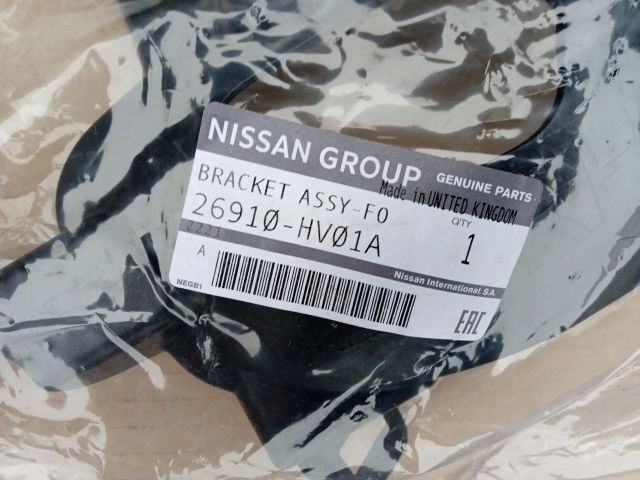 NISSAN GROUP GENUINE PARTS
Made in UNITED KINGDOM
BRACKET ASSY-FO
26910-HV01A
Q'TY
1
2221
A
Nissan International SA
NEGB1
EAC